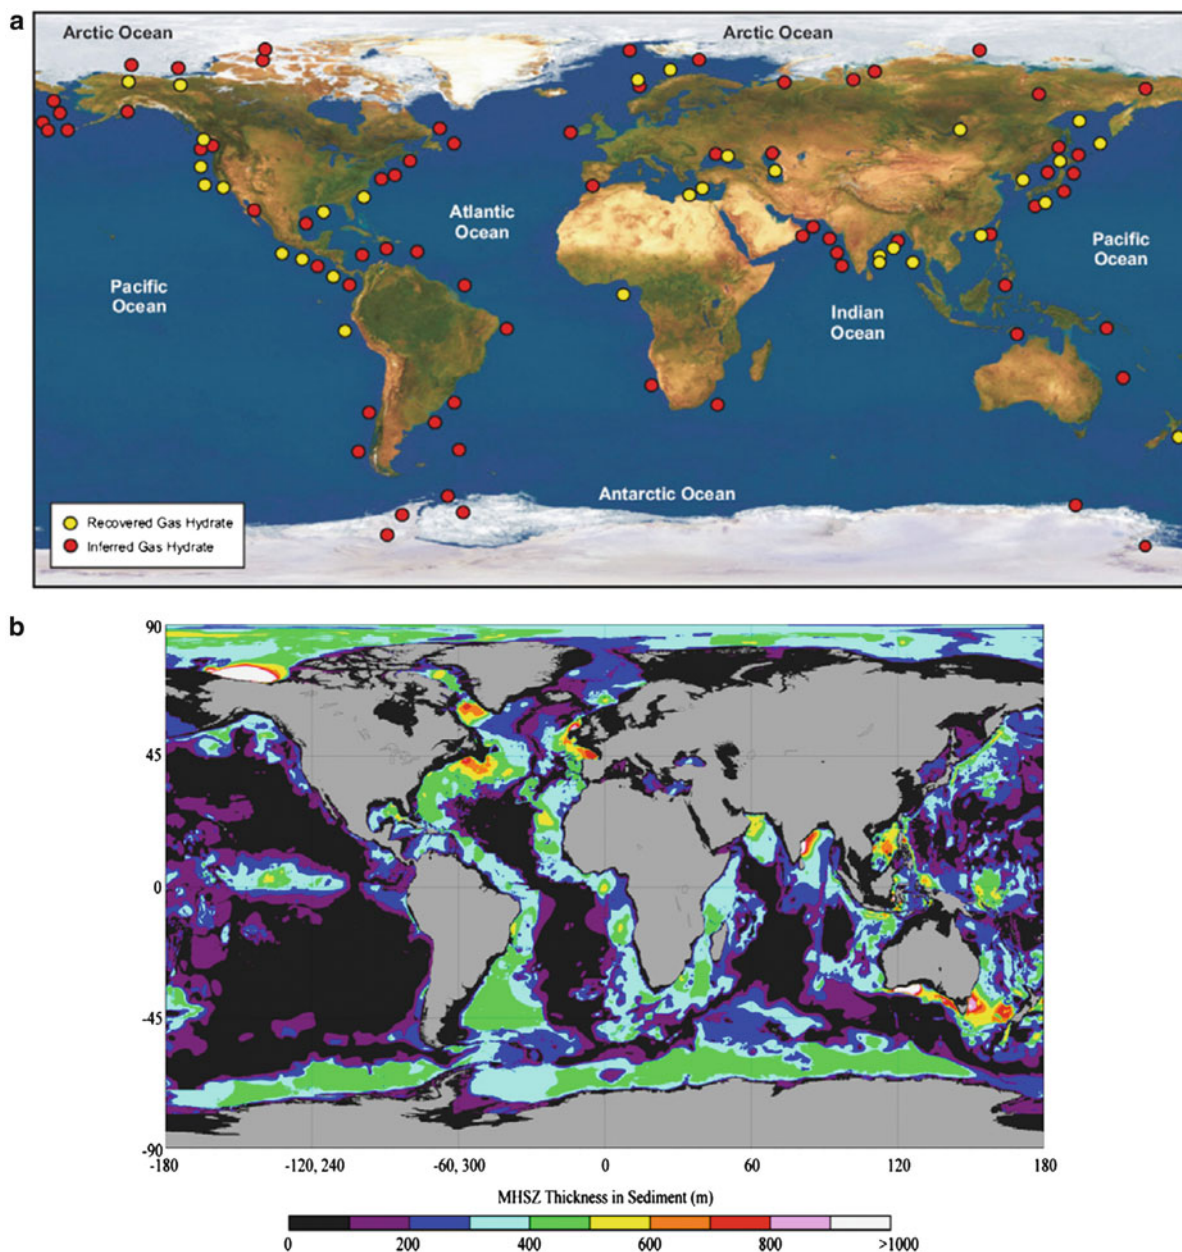 a
Arctic Ocean
Arctic Ocean
Atlantic
Ocean
Pacific
Ocean
Pacific
Ocean
Indian
Ocean
Antarctic Ocean
Recovered Gas Hydrate
Inferred Gas Hydrate
b
90
45
0
-45
-90
-180 -120, 240 -60, 300 0 60 120 180
MHSZ Thickness in Sediment (m)
0 200 400 600 800 >1000